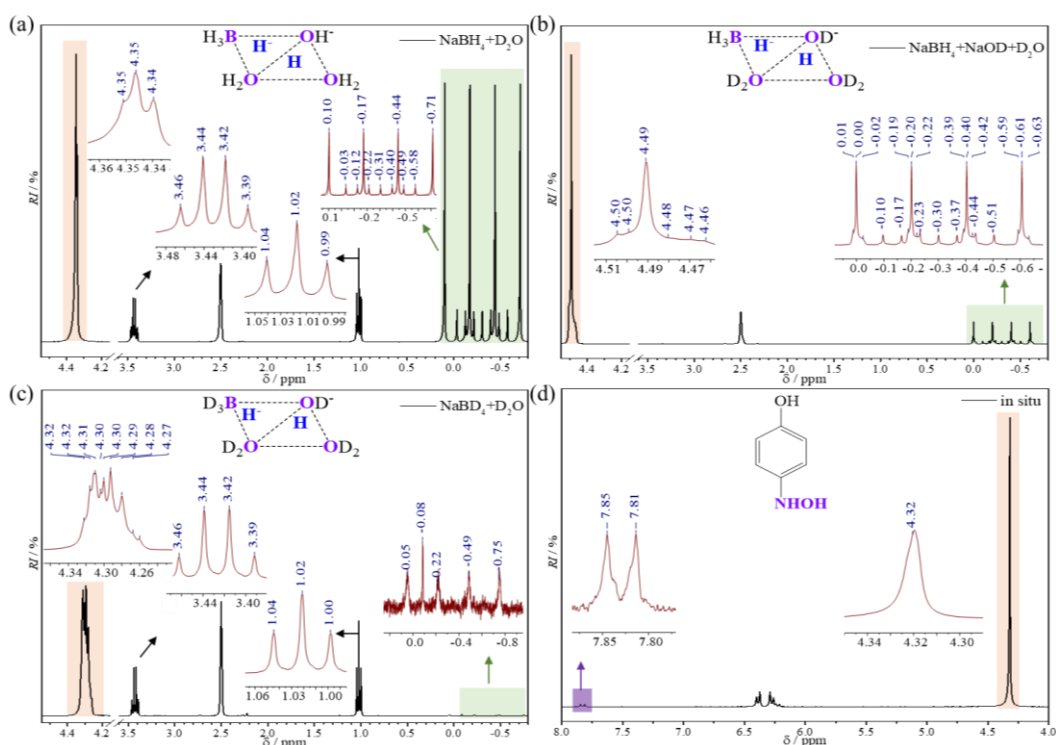 (a)
H₃B OH⁻
H⁻
H
H₂O OH₂
NaBH₄+D₂O
4.35
4.35
4.34
4.36 4.35 4.34
3.46
3.44
3.42
3.39
3.48 3.44 3.40
1.04
1.02
0.99
1.05 1.03 1.01 0.99
0.10
-0.03
-0.12
-0.17
-0.22
-0.31
-0.40
-0.44
-0.49
-0.58
-0.71
0.1 -0.2 -0.5
RI / %
4.4 4.2 3.5 3.0 2.5 2.0 1.5 1.0 0.5 0.0 -0.5
δ / ppm
(b)
H₃B OD⁻
H⁻
H
D₂O OD₂
NaBH₄+NaOD+D₂O
4.50
4.50
4.49
4.48
4.47
4.46
4.51 4.49 4.47
0.01
0.00
-0.02
-0.10
-0.17
-0.19
-0.20
-0.22
-0.23
-0.30
-0.37
-0.39
-0.40
-0.42
-0.44
-0.51
-0.59
-0.61
-0.63
0.0 -0.1 -0.2 -0.3 -0.4 -0.5 -0.6
RI / %
4.4 4.2 3.5 3.0 2.5 2.0 1.5 1.0 0.5 0.0 -0.5
δ / ppm
(c)
D₃B OD⁻
H⁻
H
D₂O OD₂
NaBD₄+D₂O
4.32
4.32
4.31
4.30
4.30
4.29
4.28
4.27
4.34 4.30 4.26
3.46
3.44
3.42
3.39
3.44 3.40
1.04
1.02
1.00
1.06 1.03 1.00
0.05
-0.08
0.22
-0.49
0.75
0.0 -0.4 -0.8
RI / %
4.4 4.2 3.5 3.0 2.5 2.0 1.5 1.0 0.5 0.0 -0.5
δ / ppm
(d)
OH
NHOH
in situ
7.85
7.81
7.85 7.80
4.32
4.34 4.32 4.30
RI / %
8.0 7.5 7.0 6.5 6.0 5.5 5.0 4.5 4.0
δ / ppm